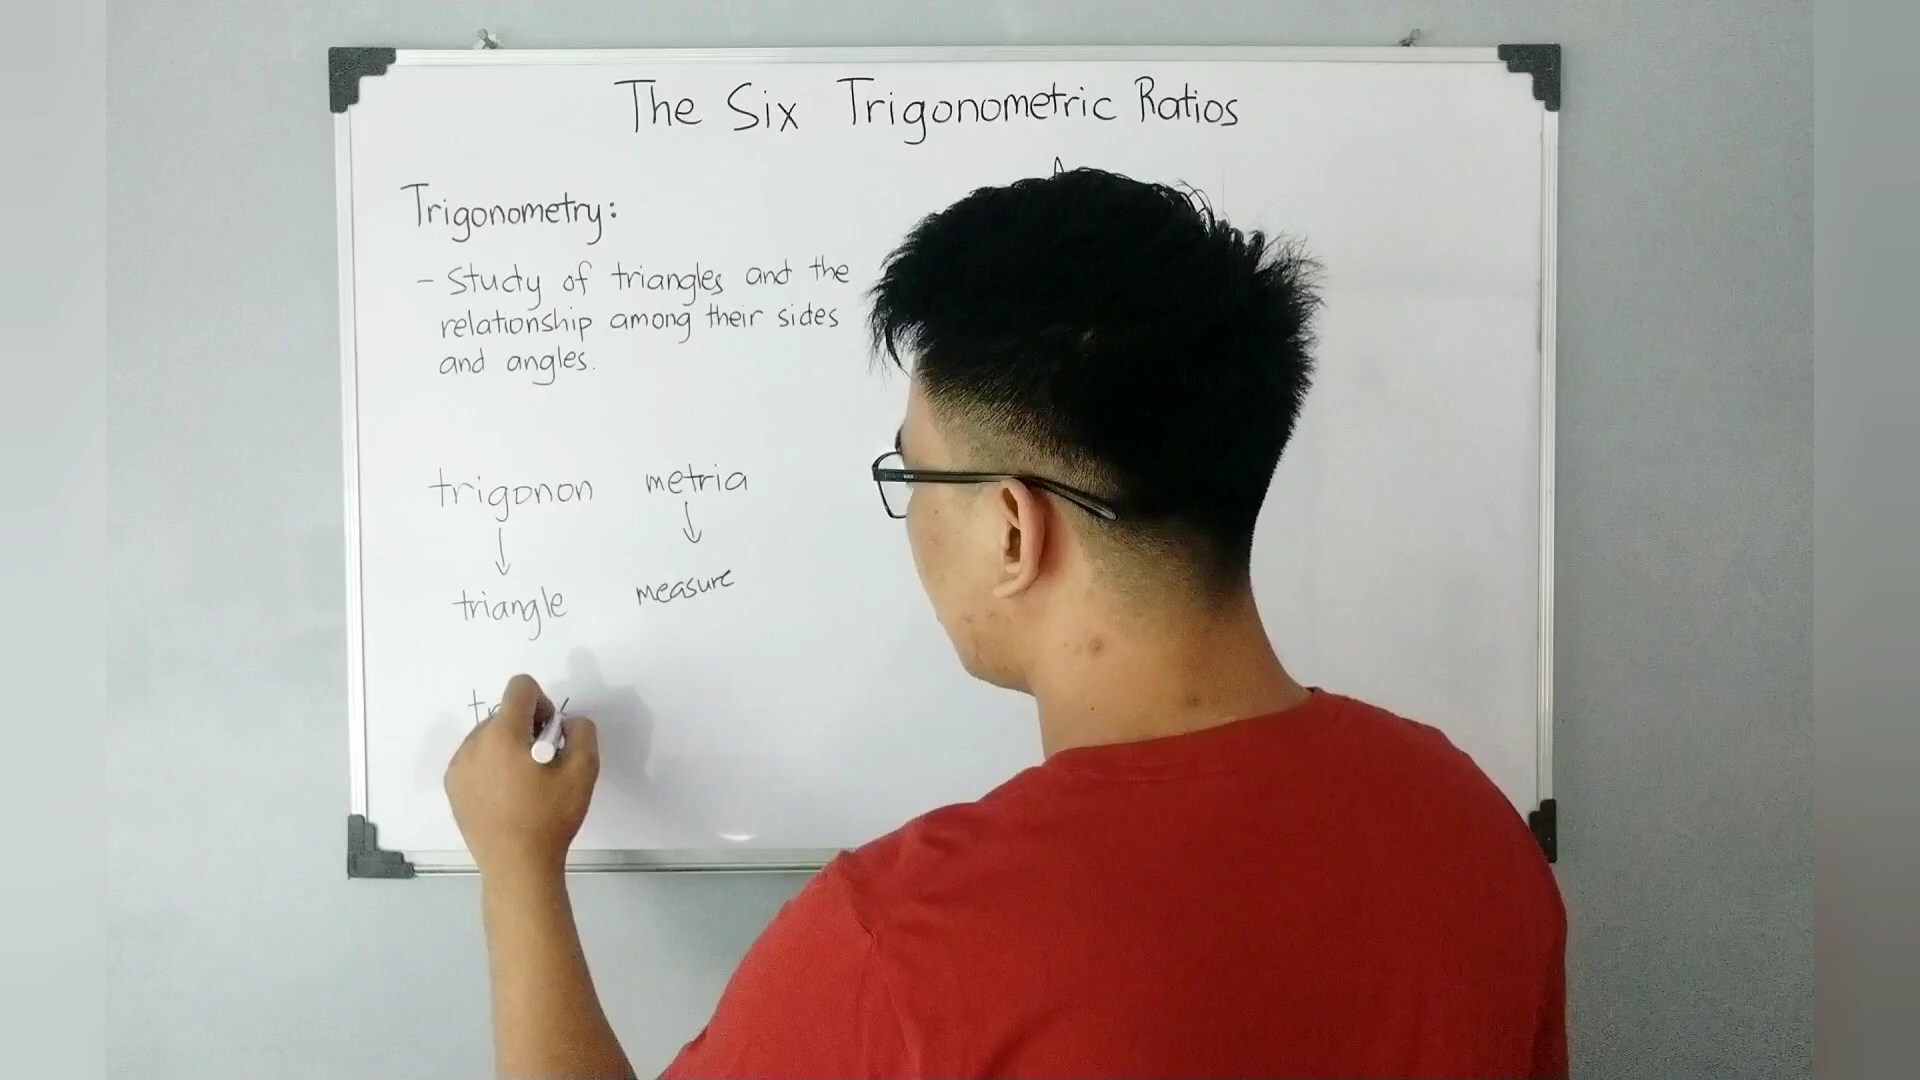 The Six Trigonometric Ratios
Trigonometry:
- Study of triangles and the
relationship among their sides
and angles.
trigonon metria
triangle measure